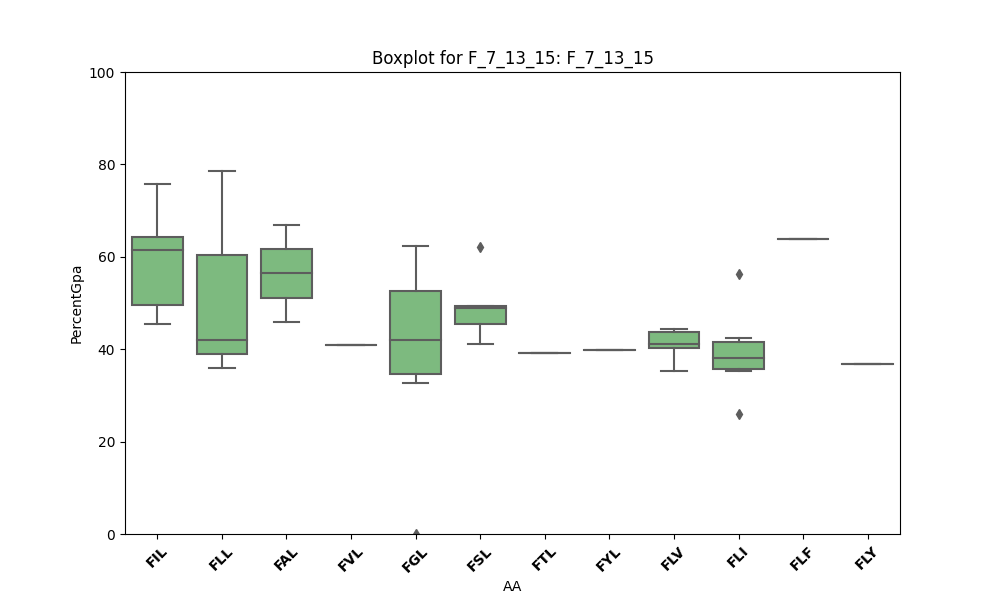 Boxplot for F_7_13_15: F_7_13_15
100
80
60
40
20
0
PercentGpa
FIL FLL FAL FVL FGL FSL FTL FYL FLV FLI FLF FLY
AA